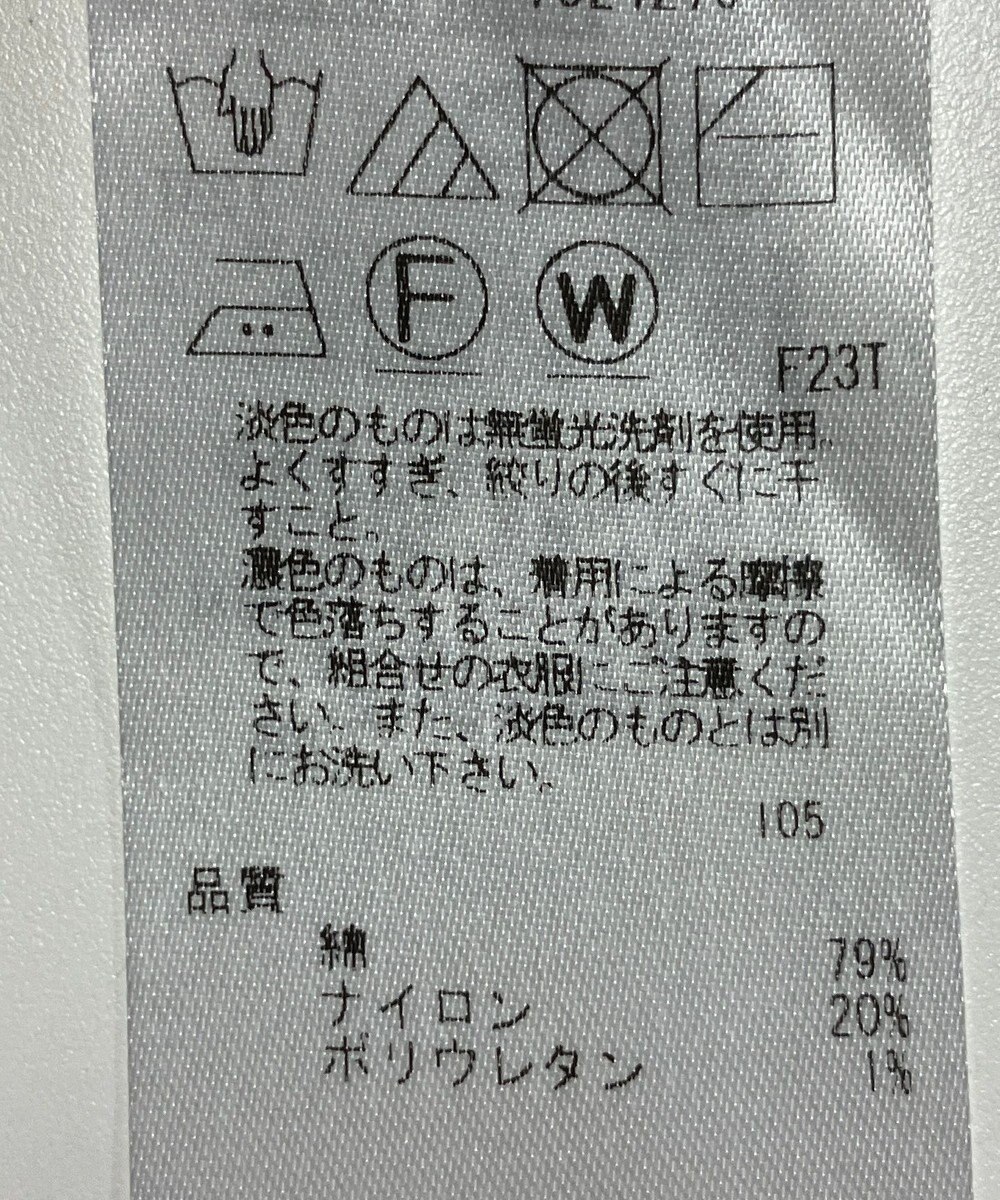 F
W
F23T
淡色のものは無蛍光洗剤を使用。
よくすすぎ、絞りの後すぐに干
すこと。
濃色のものは、着用による摩擦
で色落ちすることがありますの
で、組合せの衣服にご注意くだ
さい。また、淡色のものとは別
にお洗い下さい。
105
品質
綿 79%
ナイロン 20%
ポリウレタン 1%